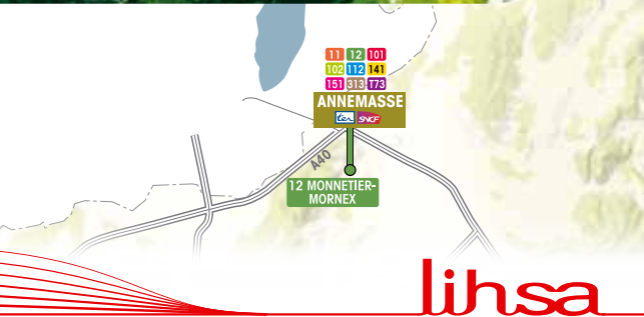 11 12 101
102 112 141
151 313 T73
ANNEMASSE
ter SNCF
A40
12 MONNETIER-
MORNEX
lihsa